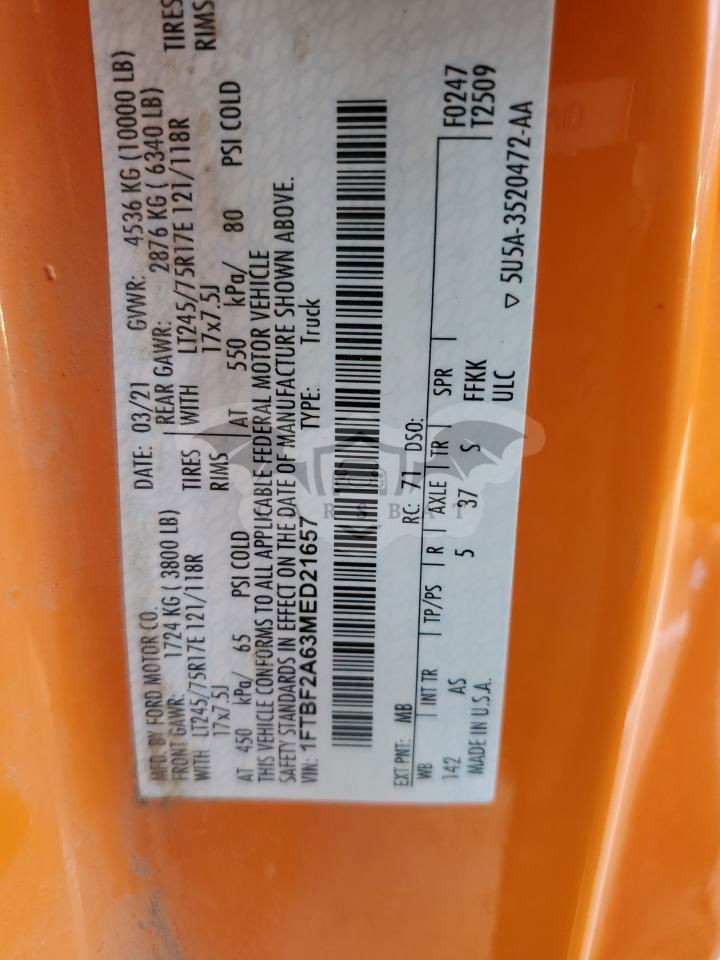 MFD. BY FORD MOTOR CO.
DATE: 03/21 GVWR: 4536 KG (10000 LB)
FRONT GAWR: 1724 KG ( 3800 LB)
REAR GAWR: 2876 KG ( 6340 LB)
WITH LT245/75R17E 121/118R TIRES
WITH LT245/75R17E 121/118R TIRES
17x7.5J RIMS
17x7.5J RIMS
AT 450 kPa/ 65 PSI COLD
AT 550 kPa/ 80 PSI COLD
THIS VEHICLE CONFORMS TO ALL APPLICABLE FEDERAL MOTOR VEHICLE
SAFETY STANDARDS IN EFFECT ON THE DATE OF MANUFACTURE SHOWN ABOVE.
VIN: 1FTBF2A63MED21657 TYPE: Truck
EXT PNT: MB RC: 71 DSO: F0247
WB INT TR TP/PS R AXLE TR SPR T2509
142 AS 5 37 S FFKK
MADE IN U.S.A. ULC
▽ 5U5A-3520472-AA